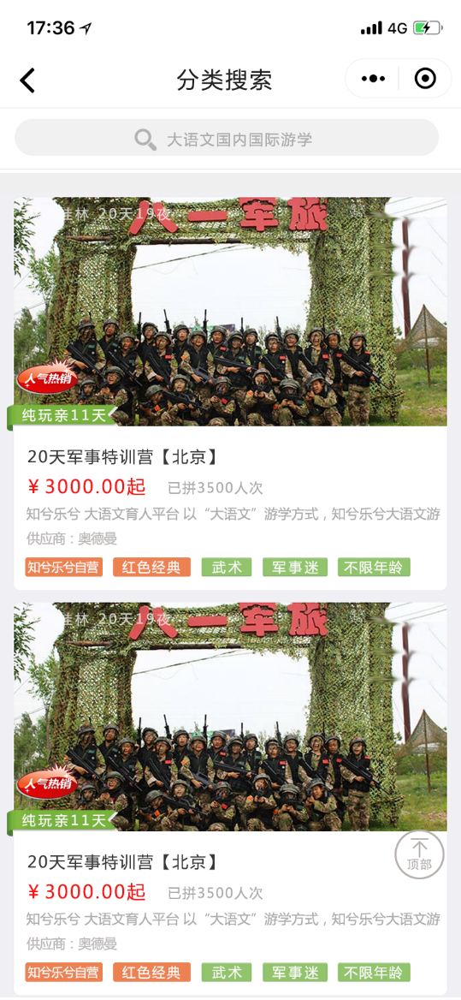 17:36
4G
分类搜索
大语文国内国际游学
桂林 20天19夜
八一军旅
人气热销
纯玩亲11天
20天军事特训营【北京】
¥3000.00起 已拼3500人次
知兮乐兮 大语文育人平台 以“大语文”游学方式，知兮乐兮大语文游
供应商：奥德曼
知兮乐兮自营 红色经典 武术 军事迷 不限年龄
桂林 20天19夜
八一军旅
人气热销
纯玩亲11天
顶部
20天军事特训营【北京】
¥3000.00起 已拼3500人次
知兮乐兮 大语文育人平台 以“大语文”游学方式，知兮乐兮大语文游
供应商：奥德曼
知兮乐兮自营 红色经典 武术 军事迷 不限年龄